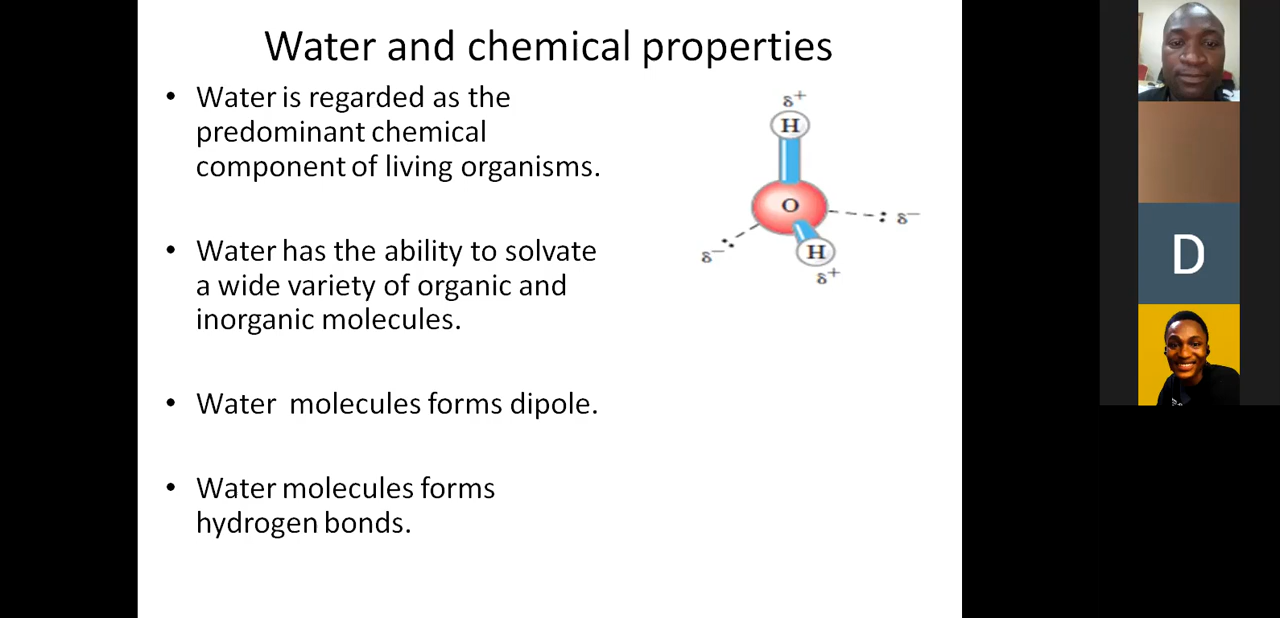 Water and chemical properties
• Water is regarded as the
predominant chemical
component of living organisms.
• Water has the ability to solvate
a wide variety of organic and
inorganic molecules.
• Water  molecules forms dipole.
• Water molecules forms
hydrogen bonds.
δ+
H
O
: δ−
δ− :
H
δ+
D